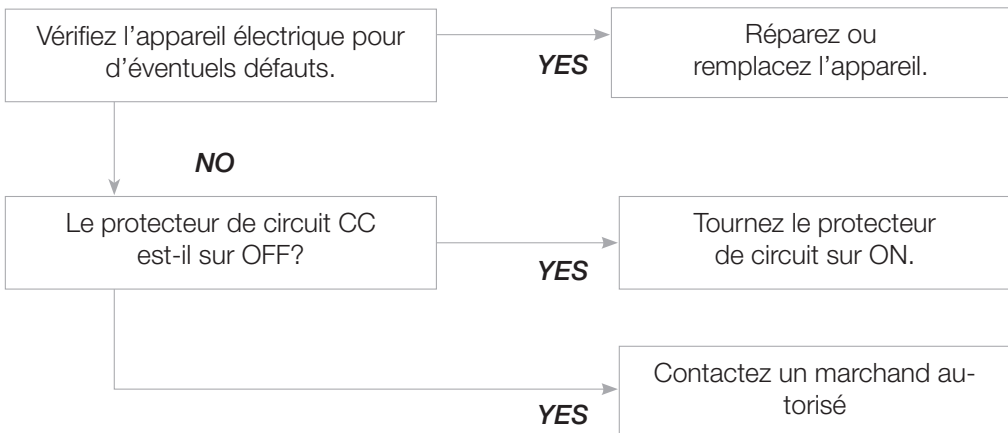 Vérifiez l’appareil électrique pour
d’éventuels défauts.
YES
Réparez ou
remplacez l’appareil.
NO
Le protecteur de circuit CC
est-il sur OFF?
YES
Tournez le protecteur
de circuit sur ON.
YES
Contactez un marchand au-
torisé